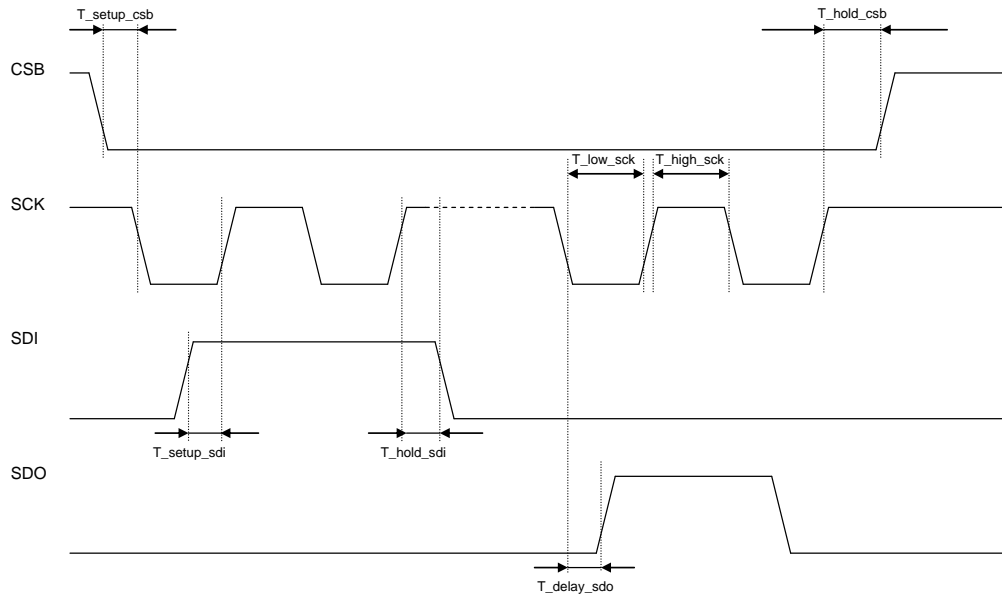 T_setup_csb
T_hold_csb
CSB
T_low_sck
T_high_sck
SCK
SDI
T_setup_sdi
T_hold_sdi
SDO
T_delay_sdo